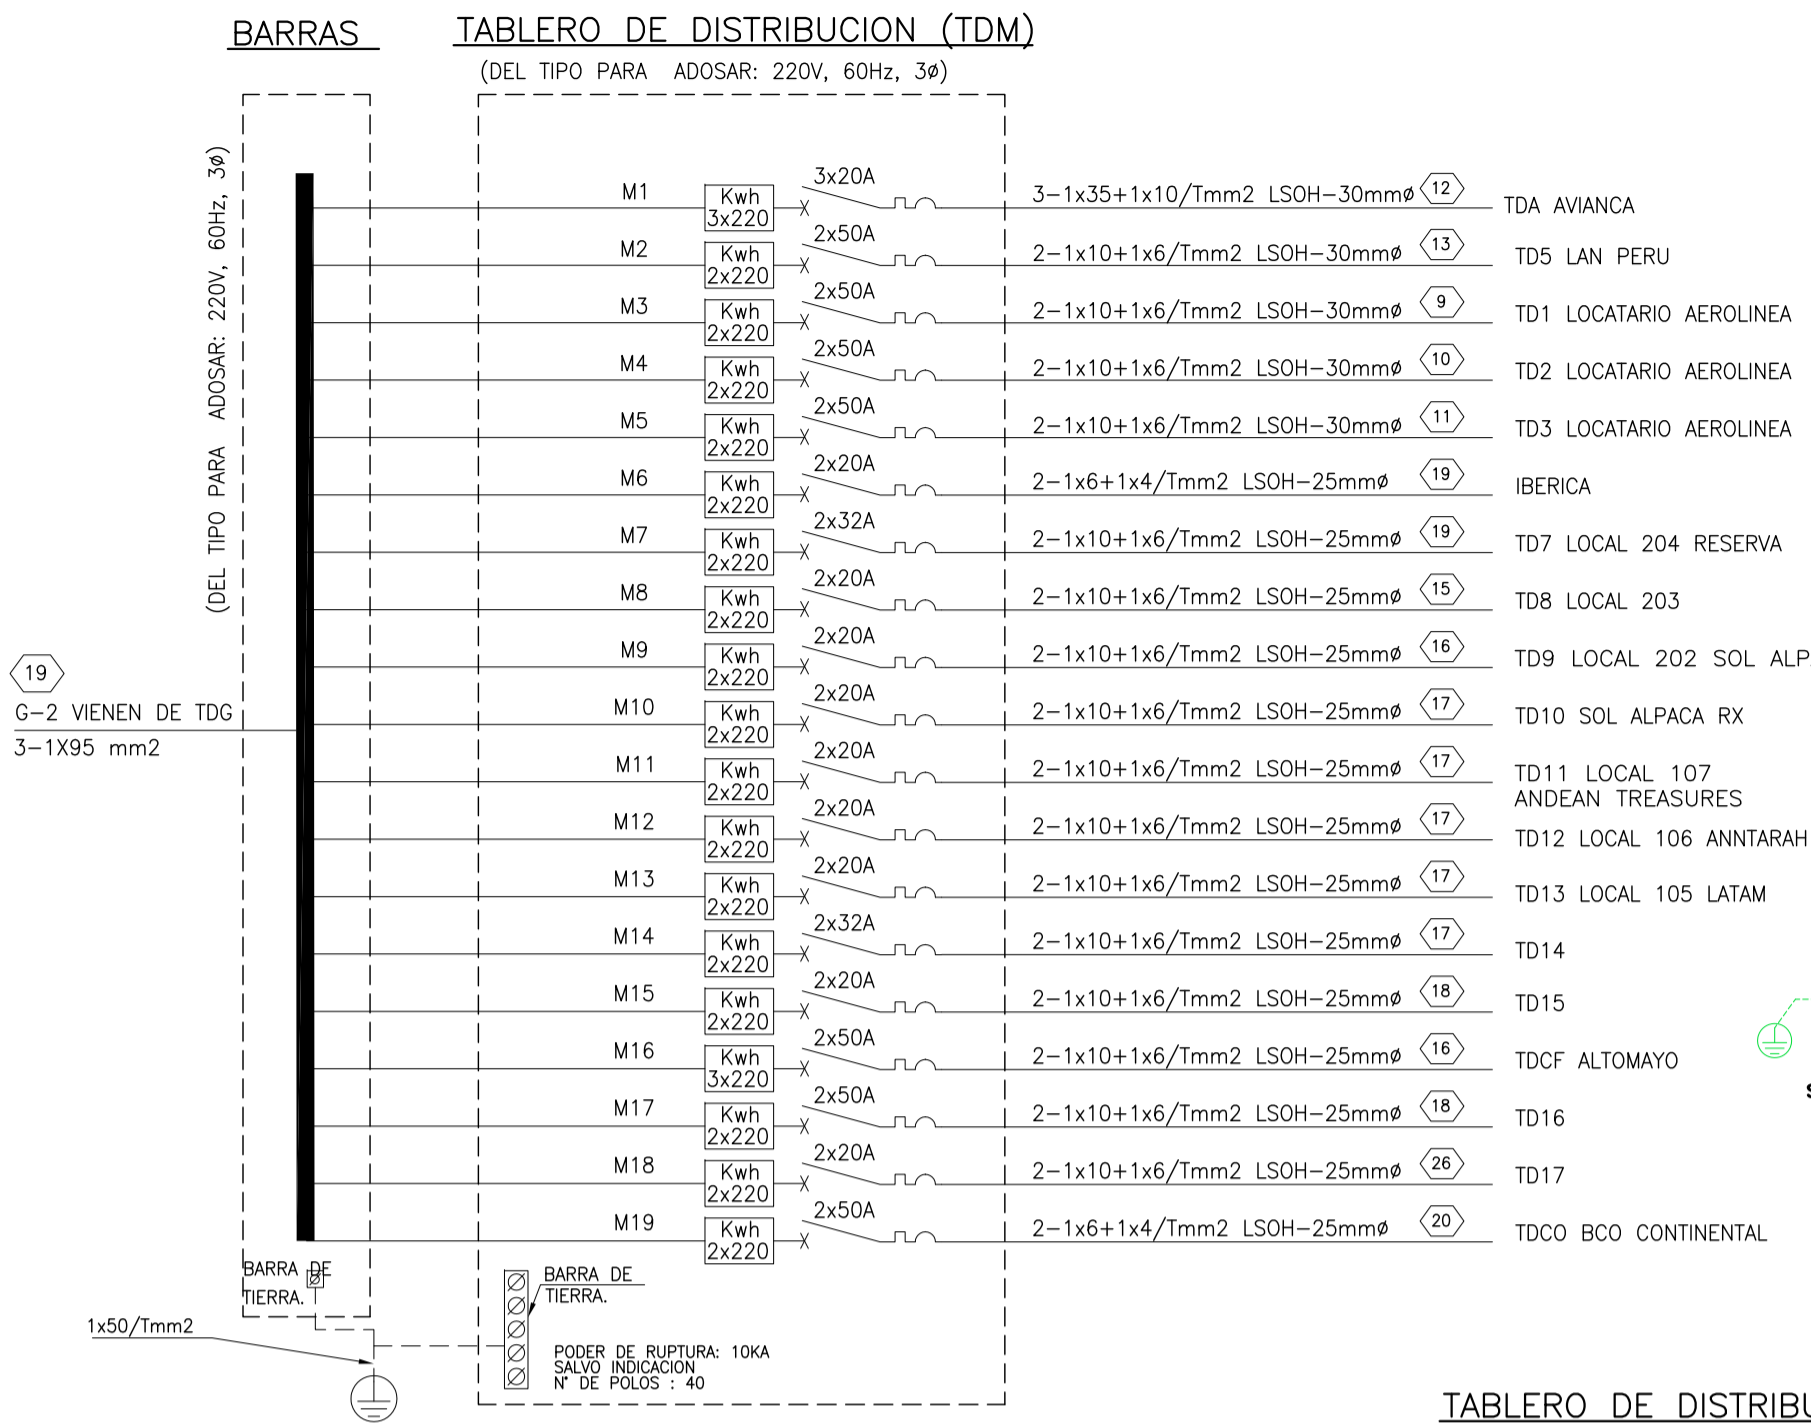 BARRAS
TABLERO DE DISTRIBUCION (TDM)
(DEL TIPO PARA ADOSAR: 220V, 60Hz, 3ø)
(DEL TIPO PARA ADOSAR: 220V, 60Hz, 3ø)
19
G-2 VIENEN DE TDG
3-1X95 mm2
M1 Kwh 3x220 3x20A 3-1x35+1x10/Tmm2 LSOH-30mmø 12 TDA AVIANCA
M2 Kwh 2x220 2x50A 2-1x10+1x6/Tmm2 LSOH-30mmø 13 TD5 LAN PERU
M3 Kwh 2x220 2x50A 2-1x10+1x6/Tmm2 LSOH-30mmø 9 TD1 LOCATARIO AEROLINEA
M4 Kwh 2x220 2x50A 2-1x10+1x6/Tmm2 LSOH-30mmø 10 TD2 LOCATARIO AEROLINEA
M5 Kwh 2x220 2x50A 2-1x10+1x6/Tmm2 LSOH-30mmø 11 TD3 LOCATARIO AEROLINEA
M6 Kwh 2x220 2x20A 2-1x6+1x4/Tmm2 LSOH-25mmø 19 IBERICA
M7 Kwh 2x220 2x32A 2-1x10+1x6/Tmm2 LSOH-25mmø 19 TD7 LOCAL 204 RESERVA
M8 Kwh 2x220 2x20A 2-1x10+1x6/Tmm2 LSOH-25mmø 15 TD8 LOCAL 203
M9 Kwh 2x220 2x20A 2-1x10+1x6/Tmm2 LSOH-25mmø 16 TD9 LOCAL 202 SOL ALP
M10 Kwh 2x220 2x20A 2-1x10+1x6/Tmm2 LSOH-25mmø 17 TD10 SOL ALPACA RX
M11 Kwh 2x220 2x20A 2-1x10+1x6/Tmm2 LSOH-25mmø 17 TD11 LOCAL 107
ANDEAN TREASURES
M12 Kwh 2x220 2x20A 2-1x10+1x6/Tmm2 LSOH-25mmø 17 TD12 LOCAL 106 ANNTARAH
M13 Kwh 2x220 2x20A 2-1x10+1x6/Tmm2 LSOH-25mmø 17 TD13 LOCAL 105 LATAM
M14 Kwh 2x220 2x32A 2-1x10+1x6/Tmm2 LSOH-25mmø 17 TD14
M15 Kwh 2x220 2x20A 2-1x10+1x6/Tmm2 LSOH-25mmø 18 TD15
M16 Kwh 3x220 2x50A 2-1x10+1x6/Tmm2 LSOH-25mmø 16 TDCF ALTOMAYO
M17 Kwh 2x220 2x50A 2-1x10+1x6/Tmm2 LSOH-25mmø 18 TD16
M18 Kwh 2x220 2x20A 2-1x10+1x6/Tmm2 LSOH-25mmø 26 TD17
M19 Kwh 2x220 2x50A 2-1x6+1x4/Tmm2 LSOH-25mmø 20 TDCO BCO CONTINENTAL
BARRA DE
TIERRA.
1x50/Tmm2
BARRA DE
TIERRA.
PODER DE RUPTURA: 10KA
SALVO INDICACION
N° DE POLOS : 40
TABLERO DE DISTRIB